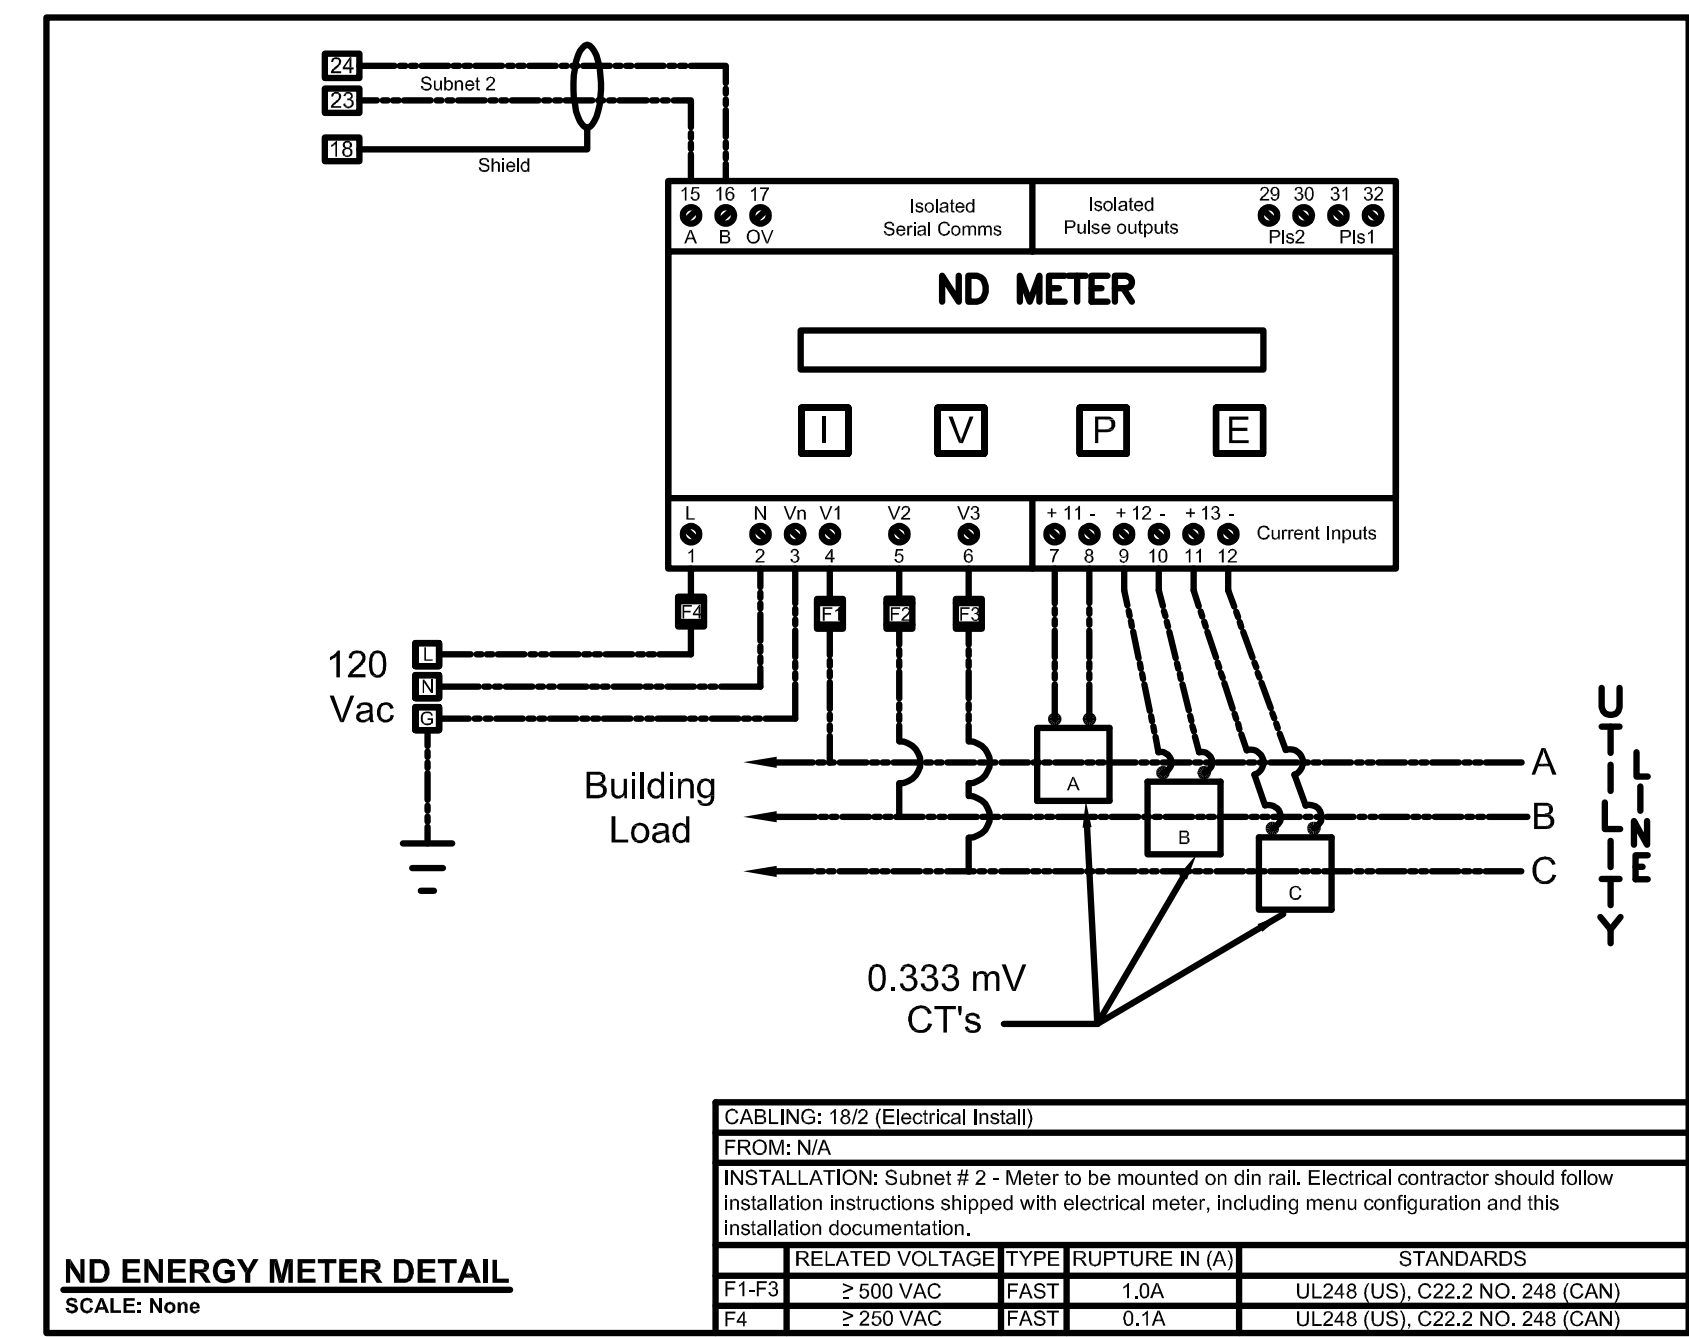 24
Subnet 2
23
18
Shield
15 16 17
A B OV
Isolated
Serial Comms
Isolated
Pulse outputs
29 30 31 32
Pls2 Pls1
ND METER
I V P E
L N Vn V1 V2 V3
1 2 3 4 5 6
+ 11 - + 12 - + 13 -
7 8 9 10 11 12
Current Inputs
F4 F1 F2 F3
120
Vac
L
N
G
Building
Load
A
B
C
A
B
C
UTILITY
LINE
0.333 mV
CT's
CABLING: 18/2 (Electrical Install)
FROM: N/A
INSTALLATION: Subnet # 2 - Meter to be mounted on din rail. Electrical contractor should follow
installation instructions shipped with electrical meter, including menu configuration and this
installation documentation.
RELATED VOLTAGE TYPE RUPTURE IN (A) STANDARDS
F1-F3 ≥ 500 VAC FAST 1.0A UL248 (US), C22.2 NO. 248 (CAN)
F4 ≥ 250 VAC FAST 0.1A UL248 (US), C22.2 NO. 248 (CAN)
ND ENERGY METER DETAIL
SCALE: None